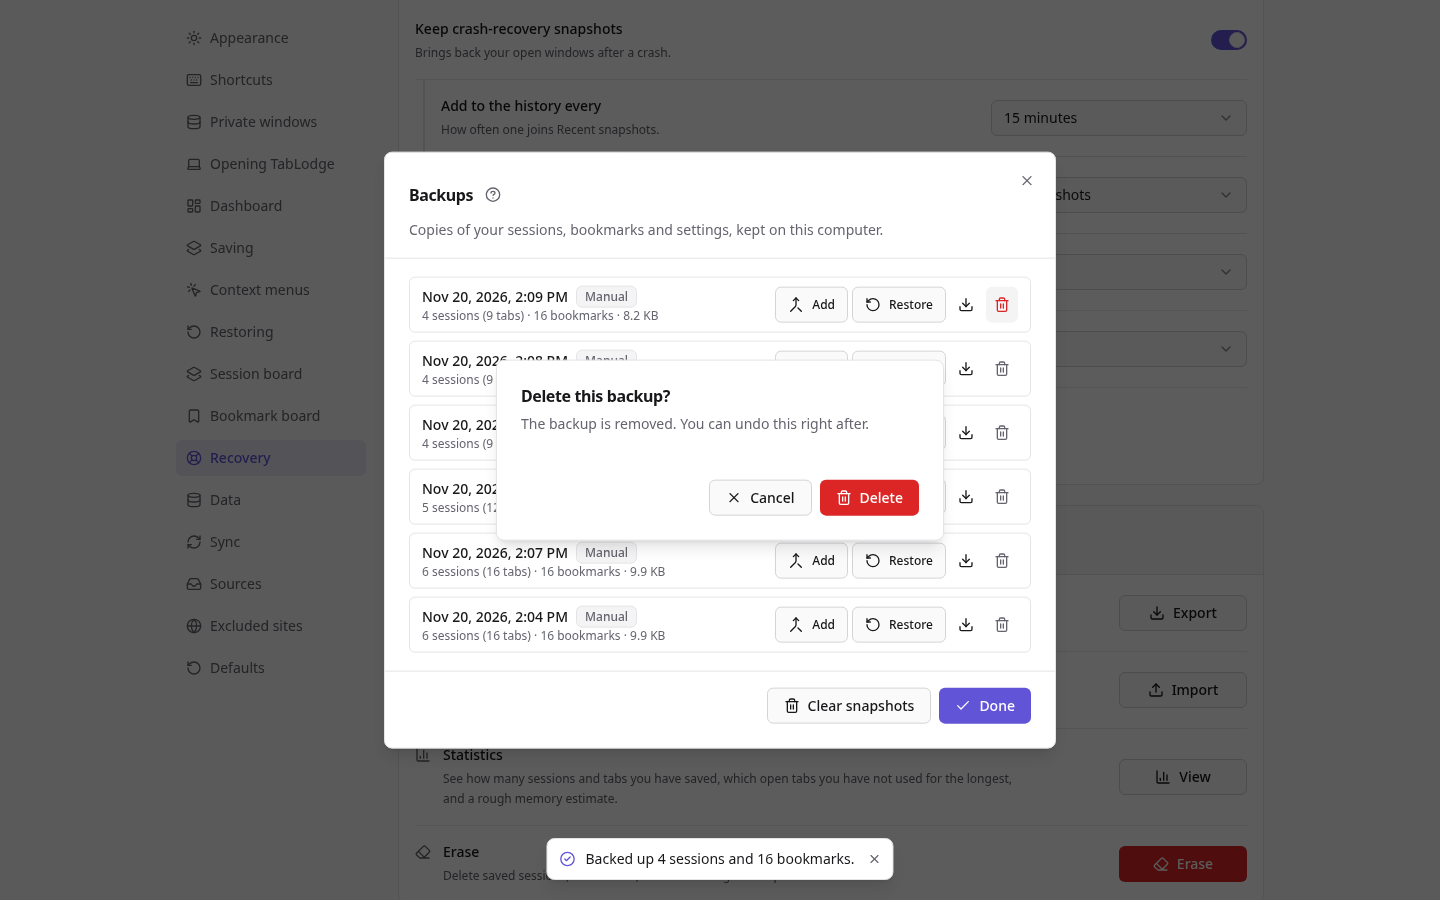 Appearance
Shortcuts
Private windows
Opening TabLodge
Dashboard
Saving
Context menus
Restoring
Session board
Bookmark board
Recovery
Data
Sync
Sources
Excluded sites
Defaults
Keep crash-recovery snapshots
Brings back your open windows after a crash.
Add to the history every
How often one joins Recent snapshots.
15 minutes
shots
Backups
Copies of your sessions, bookmarks and settings, kept on this computer.
Nov 20, 2026, 2:09 PM Manual
4 sessions (9 tabs) · 16 bookmarks · 8.2 KB
Add Restore
Nov 20, 2026, 2:08 PM Manual
4 sessions (9
Nov 20, 202
4 sessions (9
Nov 20, 202
5 sessions (12
Delete this backup?
The backup is removed. You can undo this right after.
Cancel Delete
Nov 20, 2026, 2:07 PM Manual
6 sessions (16 tabs) · 16 bookmarks · 9.9 KB
Add Restore
Nov 20, 2026, 2:04 PM Manual
6 sessions (16 tabs) · 16 bookmarks · 9.9 KB
Add Restore
Clear snapshots Done
Export
Import
Statistics
See how many sessions and tabs you have saved, which open tabs you have not used for the longest,
and a rough memory estimate.
View
Erase
Delete saved sessi
Erase
Backed up 4 sessions and 16 bookmarks.